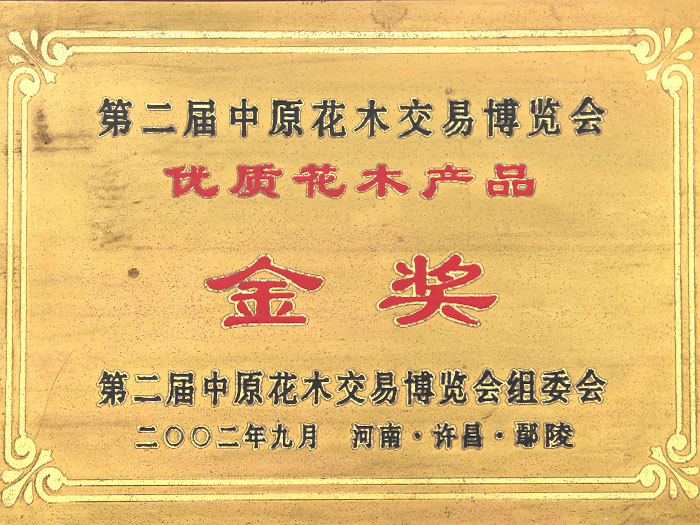 第二届中原花木交易博览会
优质花木产品
金奖
第二届中原花木交易博览会组委会
二〇〇二年九月 河南·许昌·鄢陵